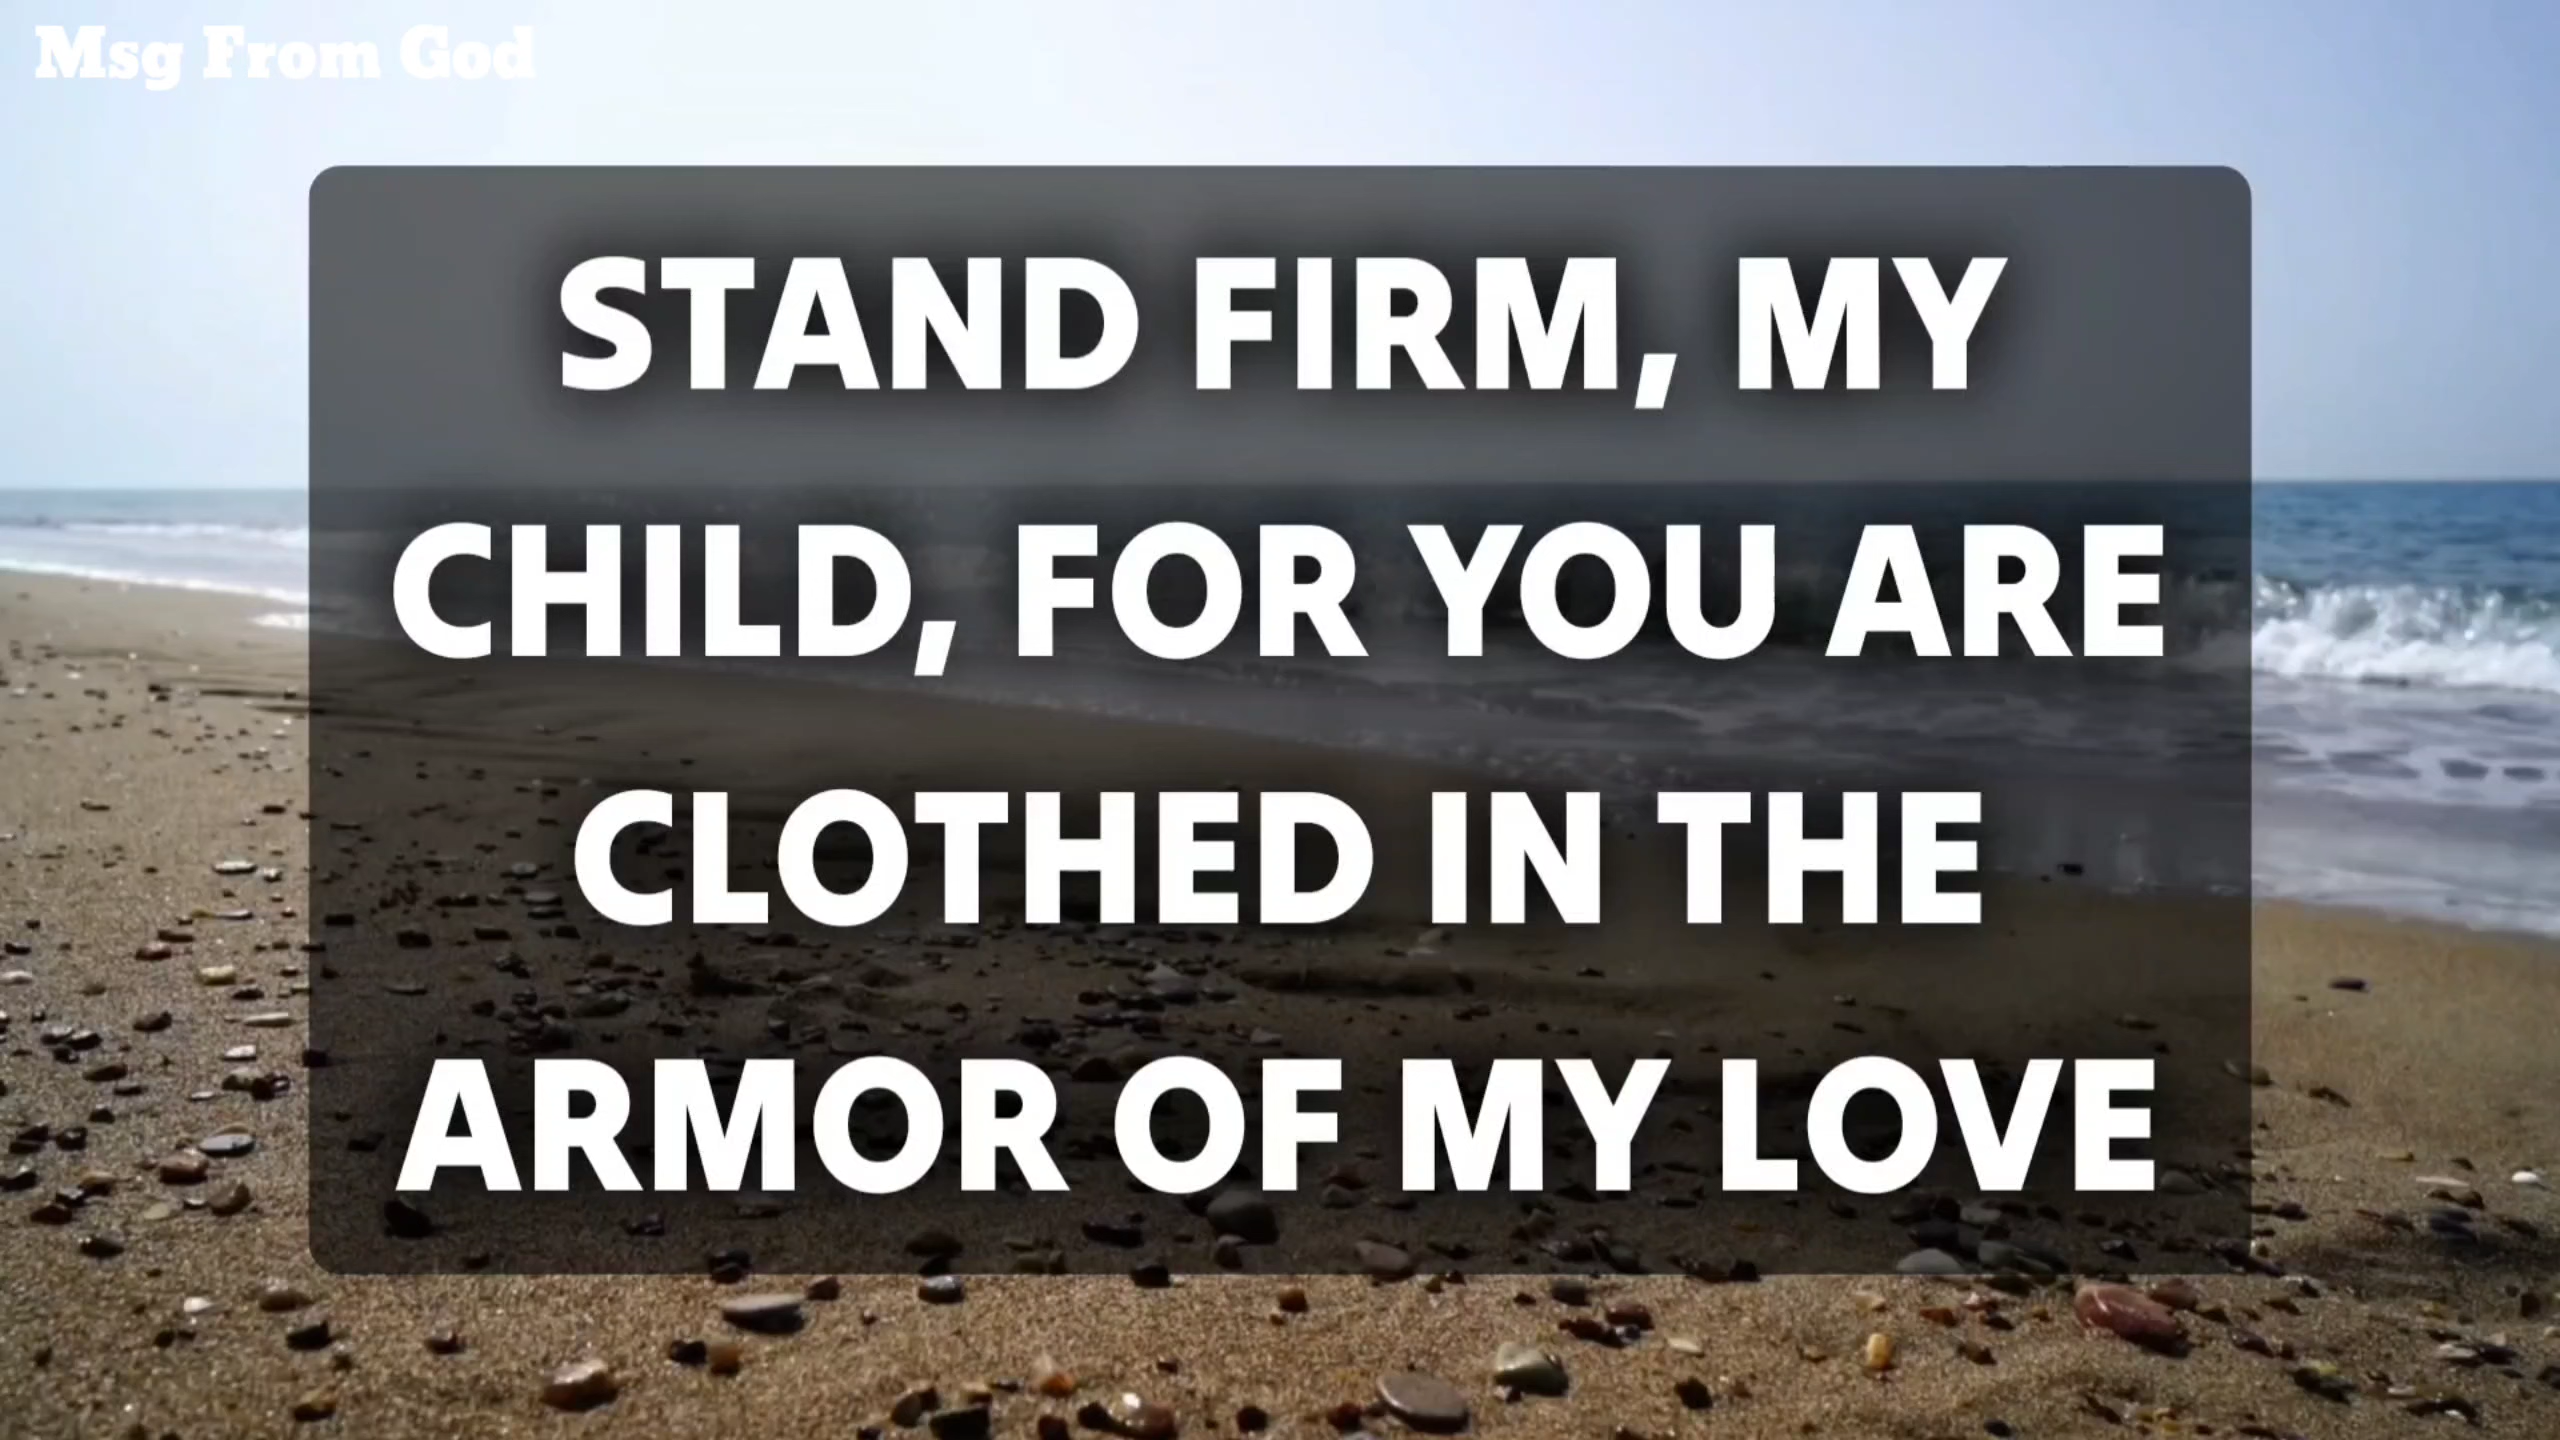 Msg From God
STAND FIRM, MY
CHILD, FOR YOU ARE
CLOTHED IN THE
ARMOR OF MY LOVE